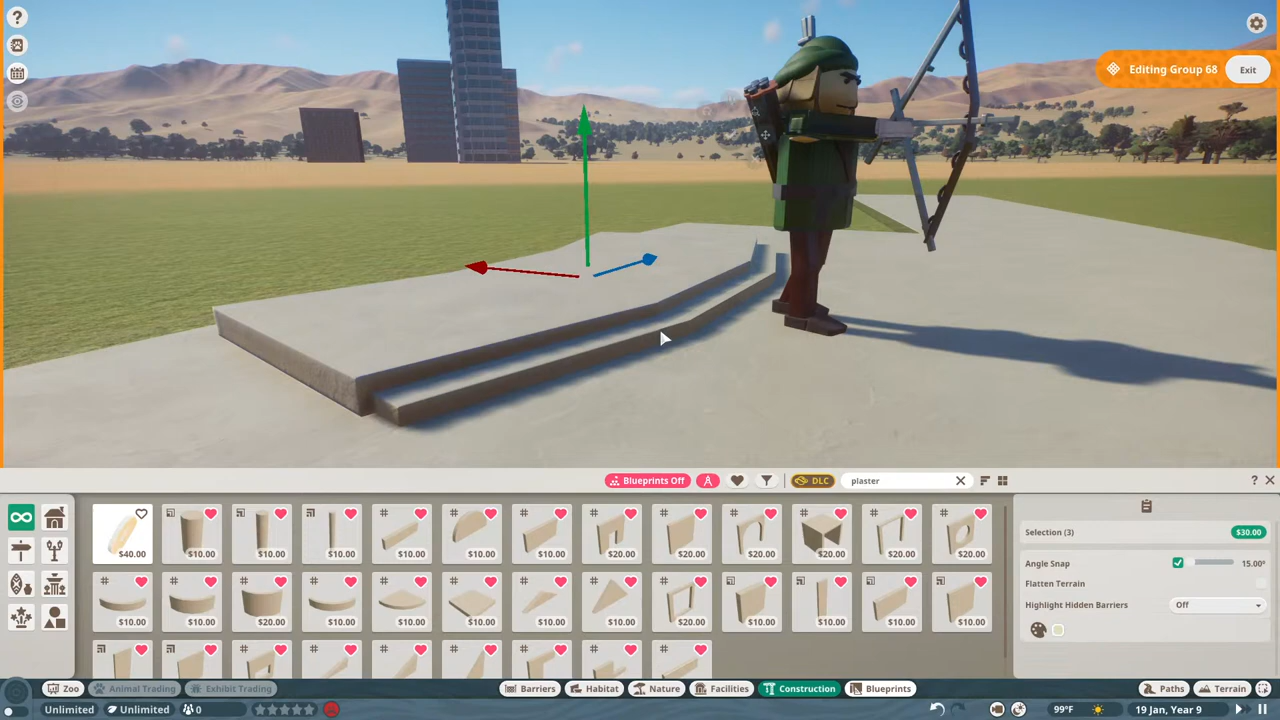 ?
Editing Group 68 Exit
Blueprints Off DLC plaster ?
$40.00 $10.00 $10.00 $10.00 $10.00 $10.00 $10.00 $20.00 $20.00 $20.00 $20.00 $20.00 $20.00
$10.00 $10.00 $20.00 $10.00 $10.00 $10.00 $10.00 $10.00 $20.00 $10.00 $10.00 $10.00 $10.00
Selection (3) $30.00
Angle Snap 15.00°
Flatten Terrain
Highlight Hidden Barriers Off
Zoo Animal Trading Exhibit Trading Barriers Habitat Nature Facilities Construction Blueprints Paths Terrain
Unlimited Unlimited 0 99°F 19 Jan, Year 9